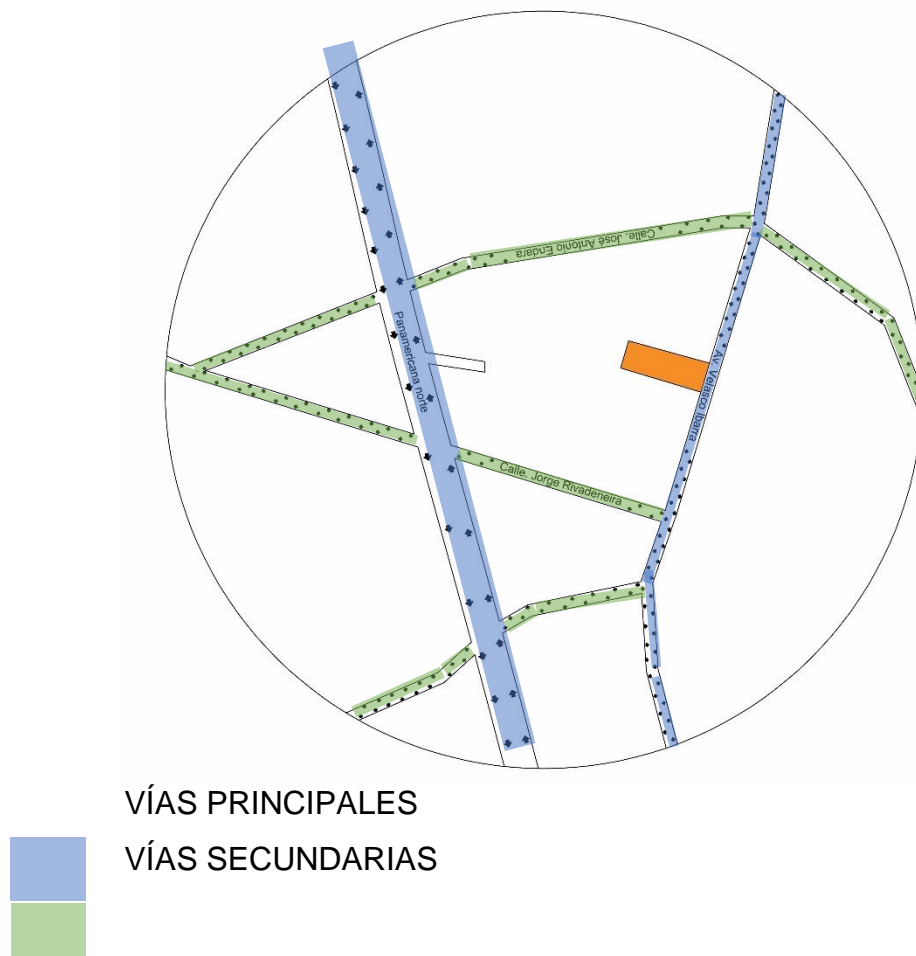 Calle. José Antonio Endara
Panamericana norte
Av. Velasco Ibarra
Calle. Jorge Rivadeneira
VÍAS PRINCIPALES
VÍAS SECUNDARIAS